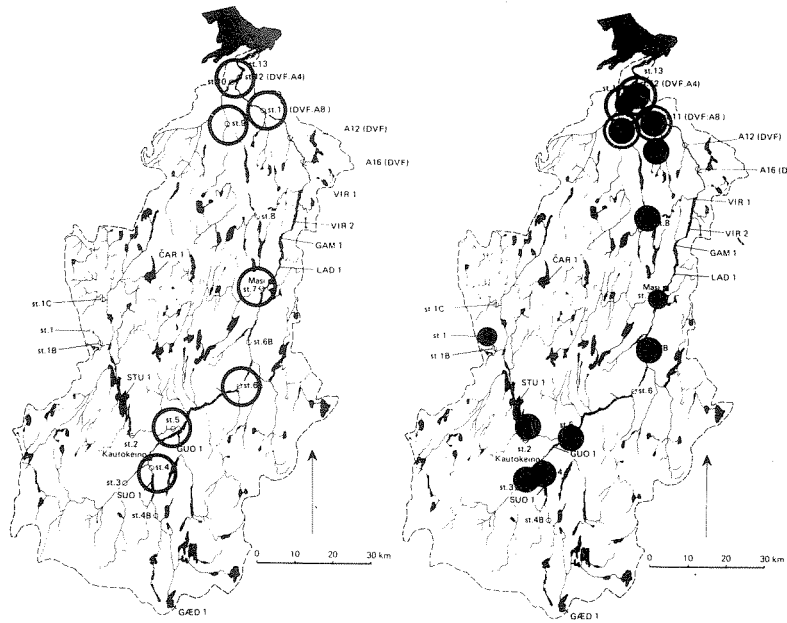 st.13
st.12 (DVF.A4)
st.10
st.11 (DVF:A8)
st.9
A12 (DVF)
A16 (DVF)
VIR 1
st.8
VIR 2
GAM 1
ČAR 1
LAD 1
Masi
st.7
st.1C
st.1
st.1B
st.6B
STU 1
st.6
st.5
st.2
GUO 1
Kautokeino
st.4
st.3
SUO 1
st.4B
0 10 20 30 km
GÆD 1
st.13
(DVF.A4)
(DVF:A8)
A12 (DVF)
A16 (D
VIR 1
VIR 2
GAM 1
ČAR 1
LAD 1
Masi
st.1C
st 1
st 1B
STU 1
st.6
st.2
GUO 1
Kautokeino
st.3
SUO 1
st.4B
0 10 20 30 km
GÆD 1